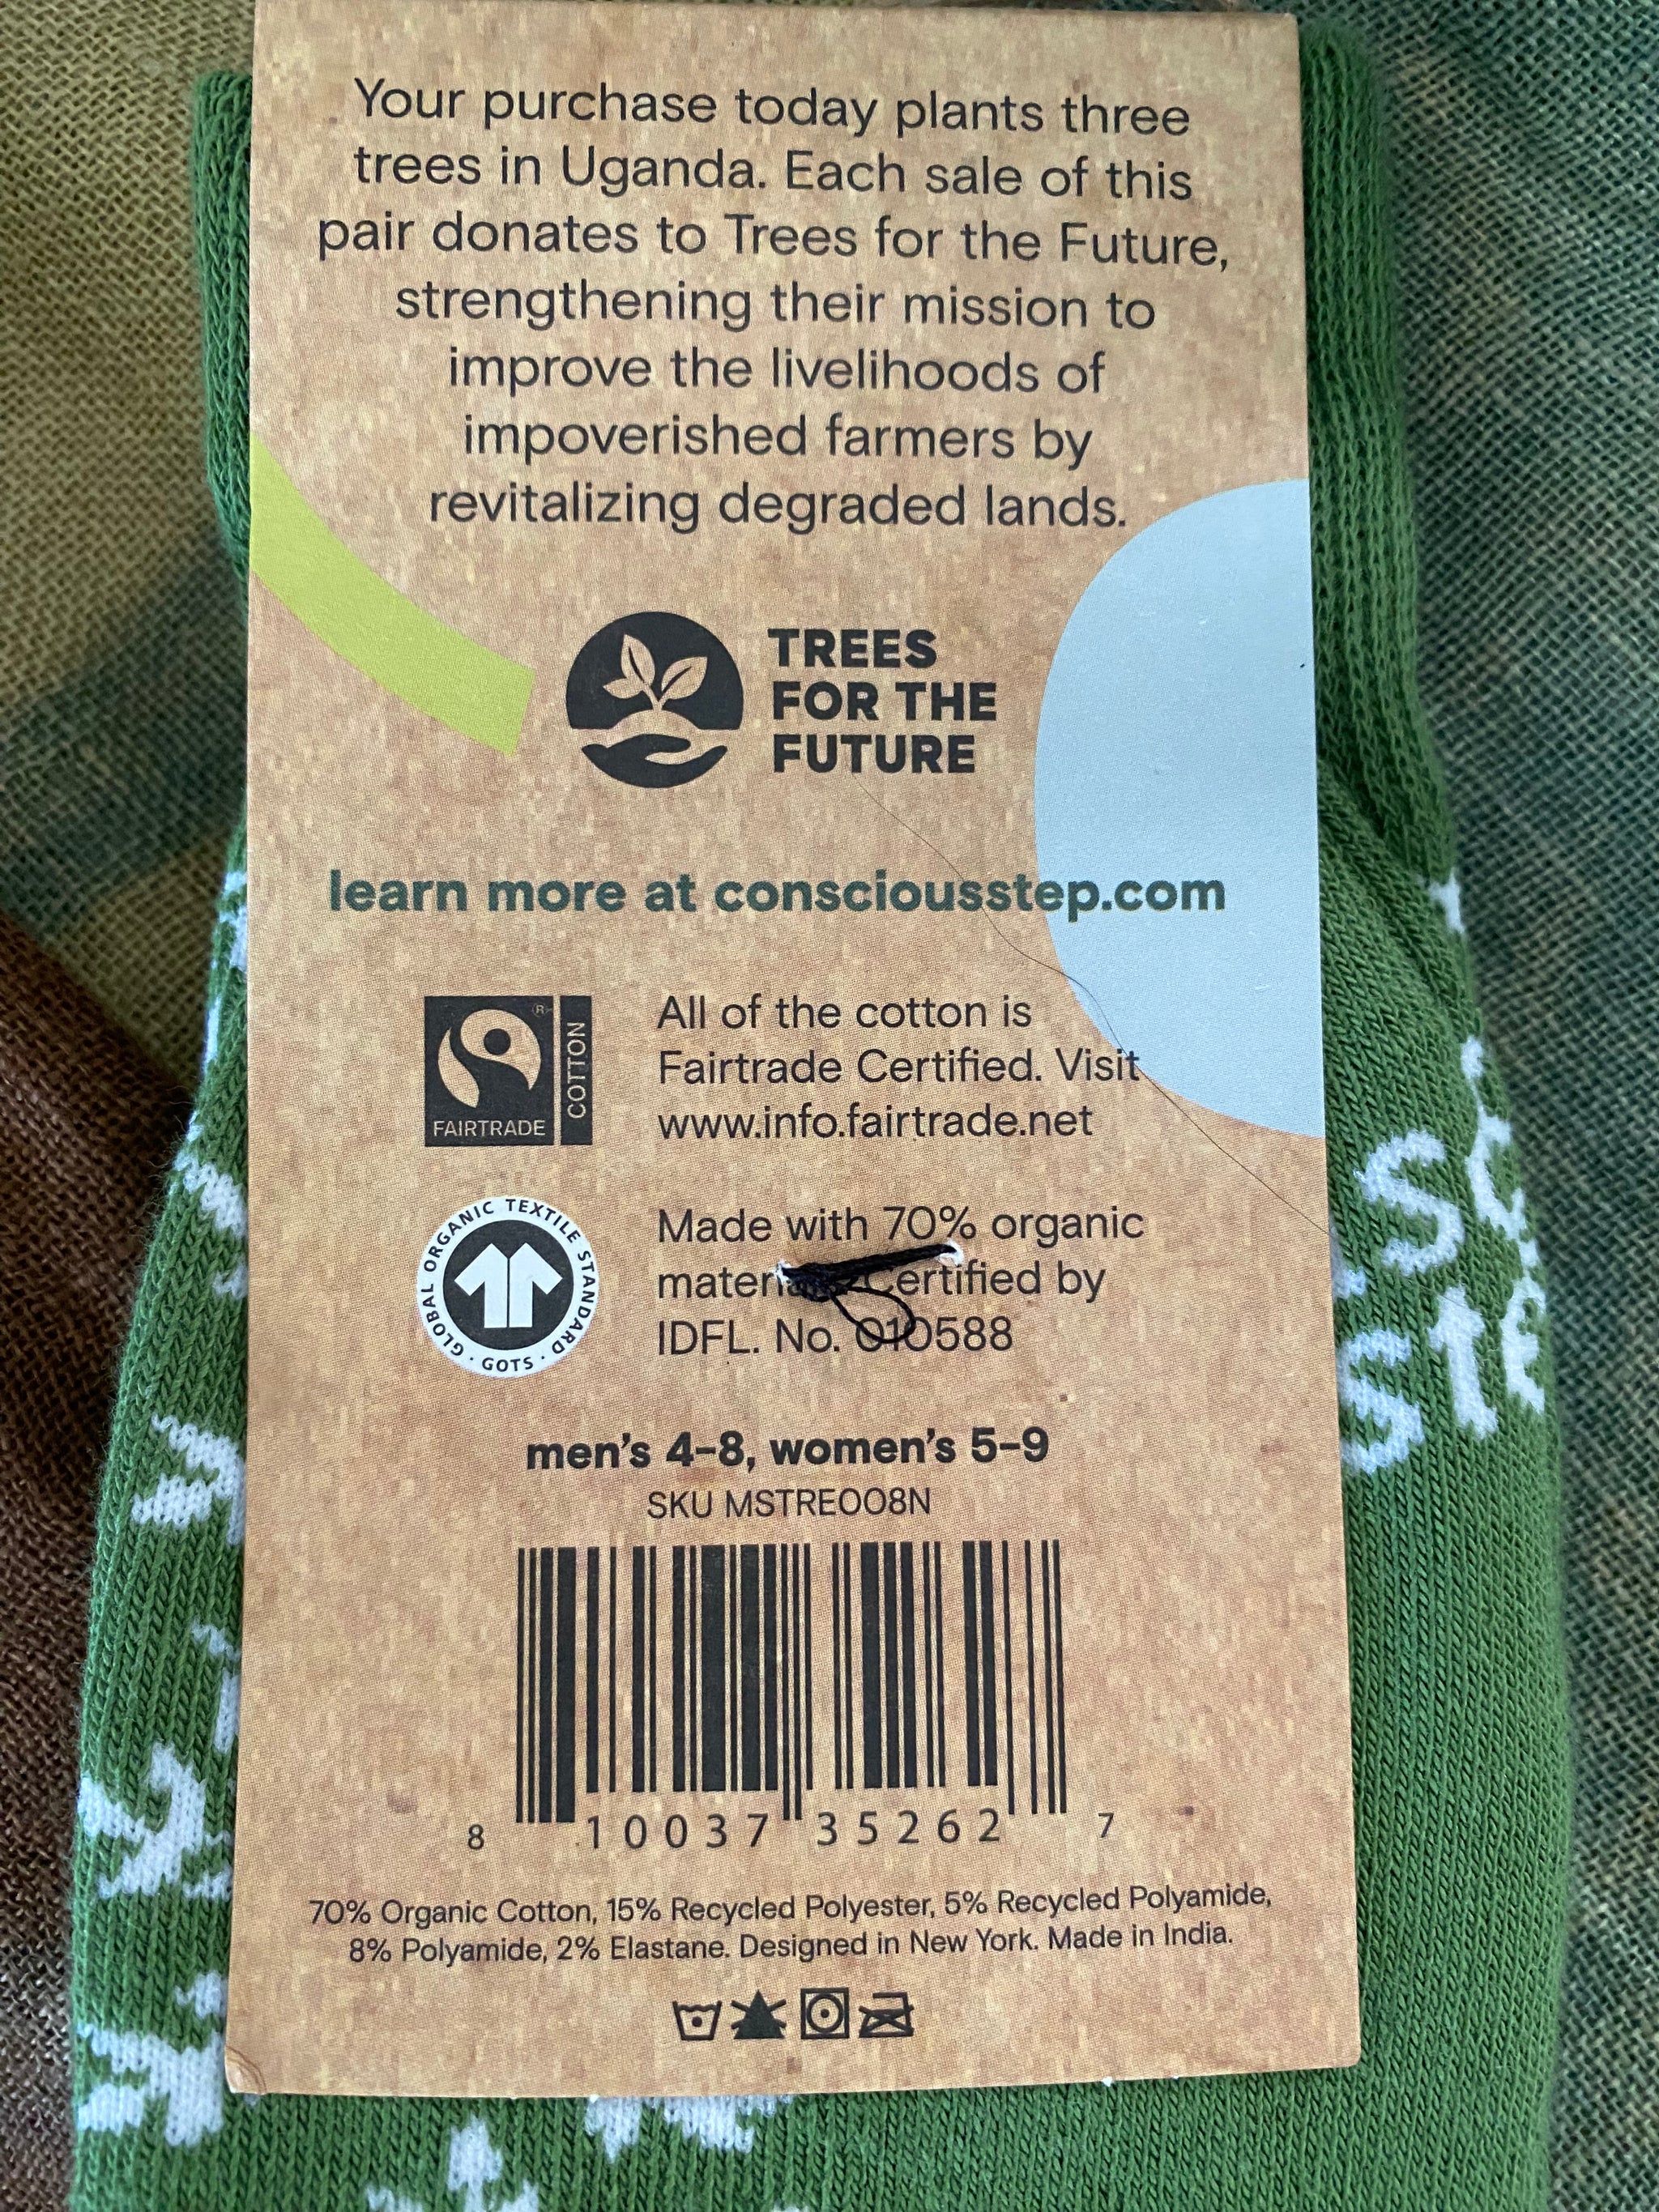 Your purchase today plants three
trees in Uganda. Each sale of this
pair donates to Trees for the Future,
strengthening their mission to
improve the livelihoods of
impoverished farmers by
revitalizing degraded lands.
TREES
FOR THE
FUTURE
learn more at consciousstep.com
FAIRTRADE
COTTON
All of the cotton is
Fairtrade Certified. Visit
www.info.fairtrade.net
GLOBAL ORGANIC TEXTILE STANDARD · GOTS ·
Made with 70% organic
Certified by
IDFL. No. 010588
men's 4–8, women's 5–9
SKU MSTRE008N
8 10037 35262 7
70% Organic Cotton, 15% Recycled Polyester, 5% Recycled Polyamide,
8% Polyamide, 2% Elastane. Designed in New York. Made in India.